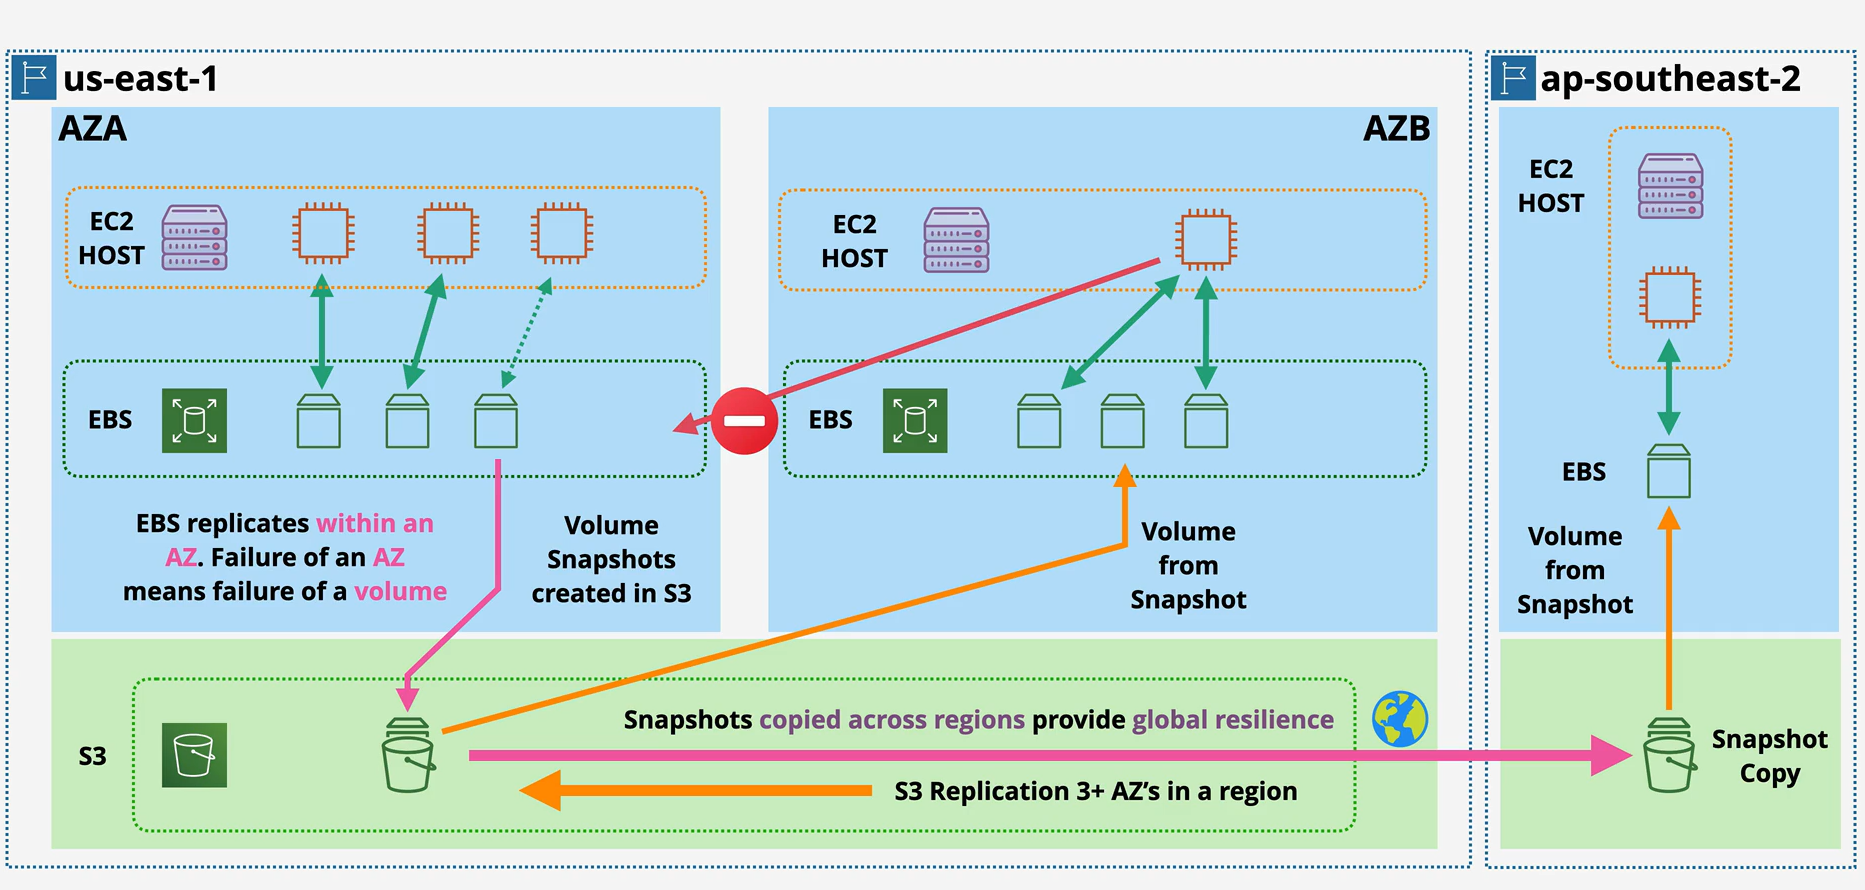 us-east-1
AZA
EC2
HOST
EBS
EBS replicates within an
AZ. Failure of an AZ
means failure of a volume
Volume
Snapshots
created in S3
AZB
EC2
HOST
EBS
Volume
from
Snapshot
S3
Snapshots copied across regions provide global resilience
S3 Replication 3+ AZ’s in a region
ap-southeast-2
EC2
HOST
EBS
Volume
from
Snapshot
Snapshot
Copy